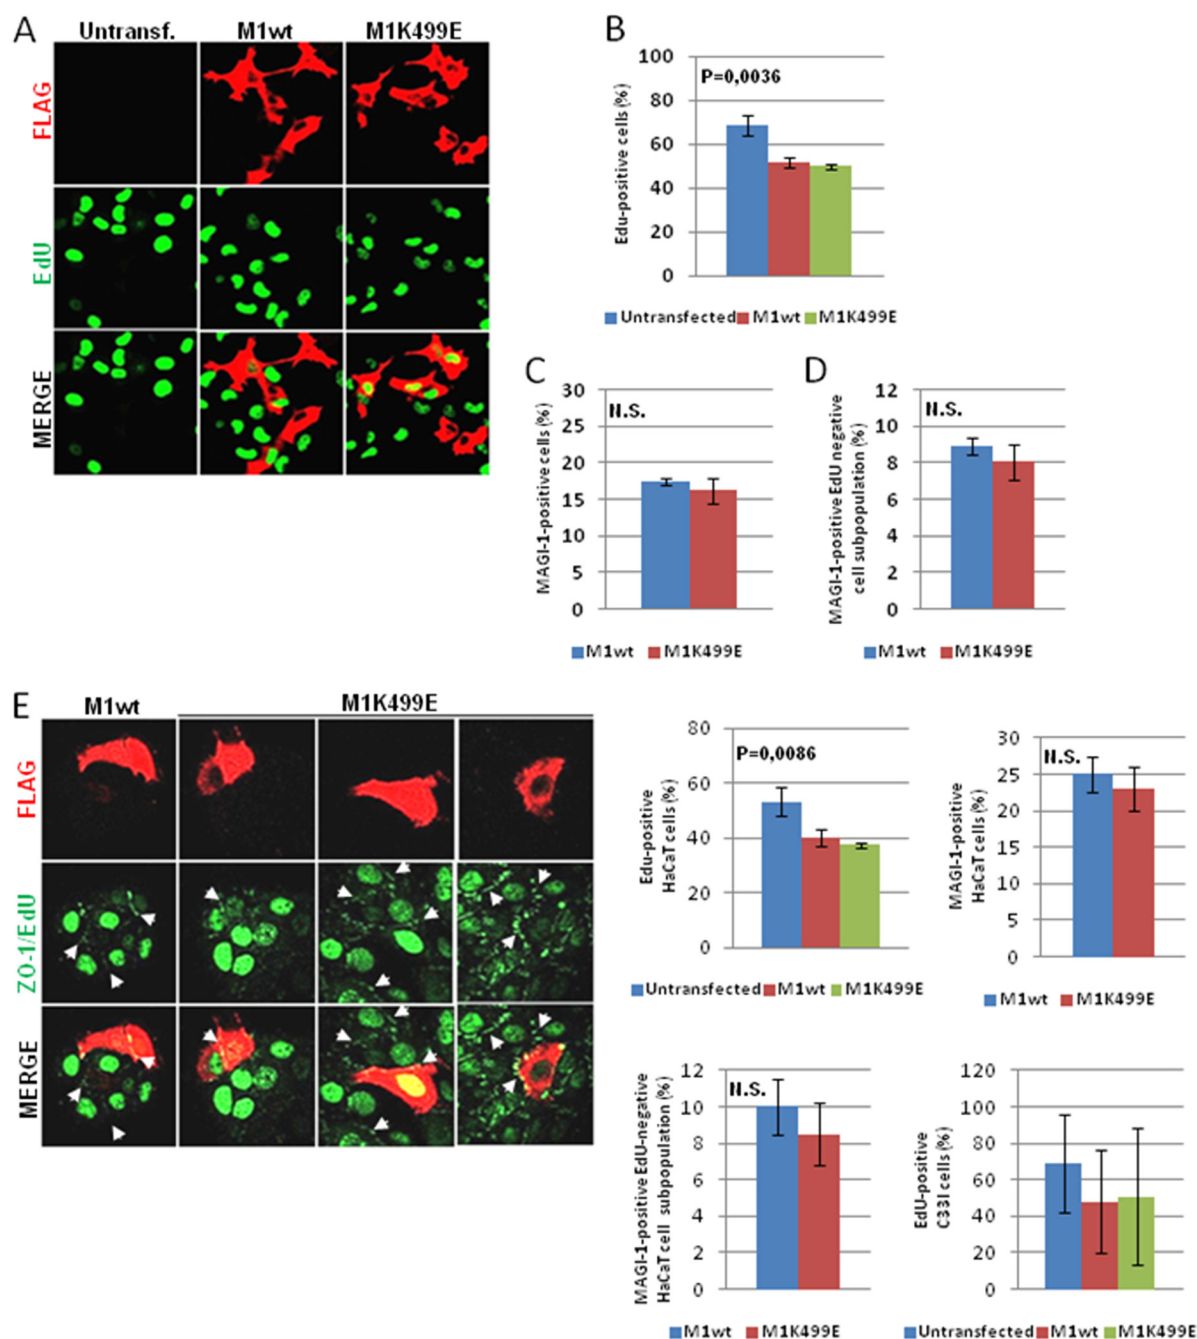 A
Untransf. M1wt M1K499E
FLAG
EdU
MERGE
B
Edu-positive cells (%)
100
80
60
40
20
0
P=0,0036
Untransfected M1wt M1K499E
C
MAGI-1-positive cells (%)
30
25
20
15
10
15
0
N.S.
M1wt M1K499E
D
MAGI-1-positive EdU negative
cell subpopulation (%)
12
10
8
6
4
2
0
N.S.
M1wt M1K499E
E
M1wt M1K499E
FLAG
ZO-1/EdU
MERGE
Edu-positive
HaCaT cells (%)
80
60
40
20
0
P=0,0086
Untransfected M1wt M1K499E
MAGI-1-positive
HaCaT cells (%)
30
25
20
15
10
5
0
N.S.
M1wt M1K499E
MAGI-1-positive EdU-negative
HaCaT cell subpopulation (%)
12
10
8
6
4
2
0
N.S.
M1wt M1K499E
EdU-positive
C33I cells (%)
120
100
80
60
40
20
0
Untransfected M1wt M1K499E